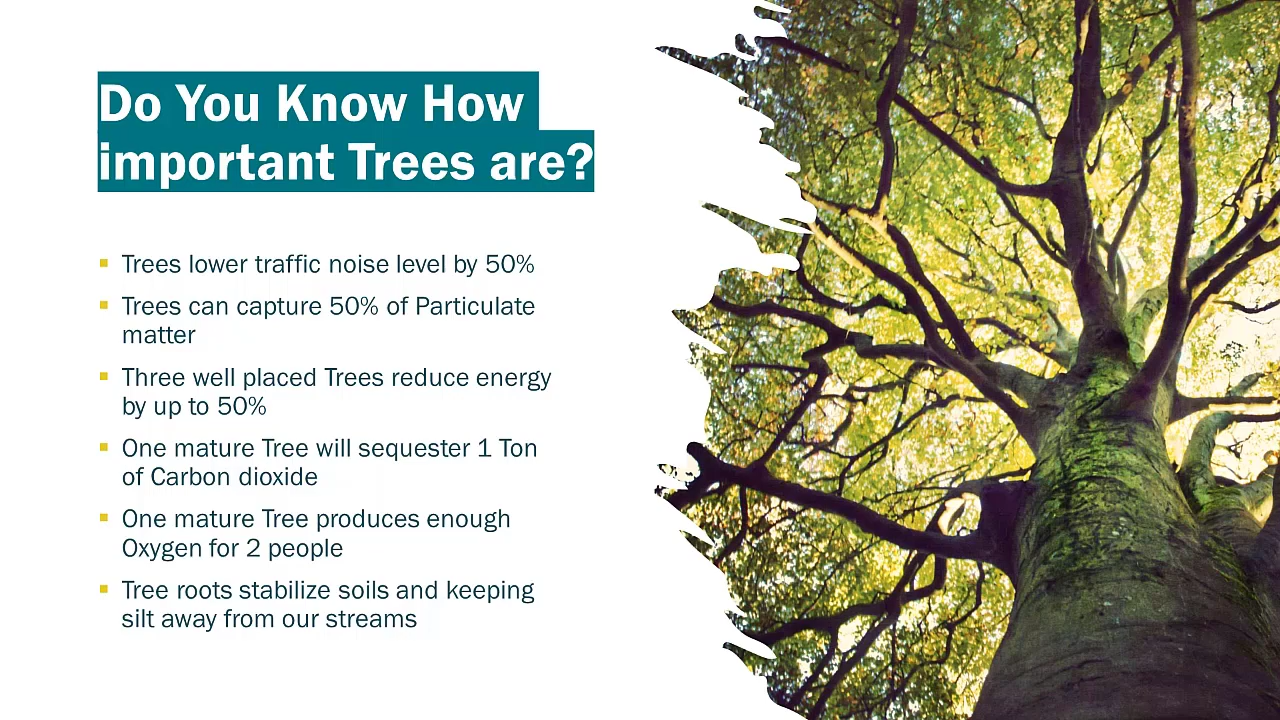 Do You Know How
important Trees are?
Trees lower traffic noise level by 50%
Trees can capture 50% of Particulate
matter
Three well placed Trees reduce energy
by up to 50%
One mature Tree will sequester 1 Ton
of Carbon dioxide
One mature Tree produces enough
Oxygen for 2 people
Tree roots stabilize soils and keeping
silt away from our streams